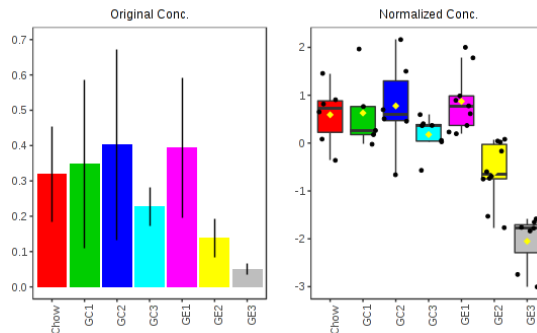 Original Conc.
0.7
0.6
0.5
0.4
0.3
0.2
0.1
0.0
Chow
GC1
GC2
GC3
GE1
GE2
GE3
Normalized Conc.
2
1
0
-1
-2
-3
Chow
GC1
GC2
GC3
GE1
GE2
GE3